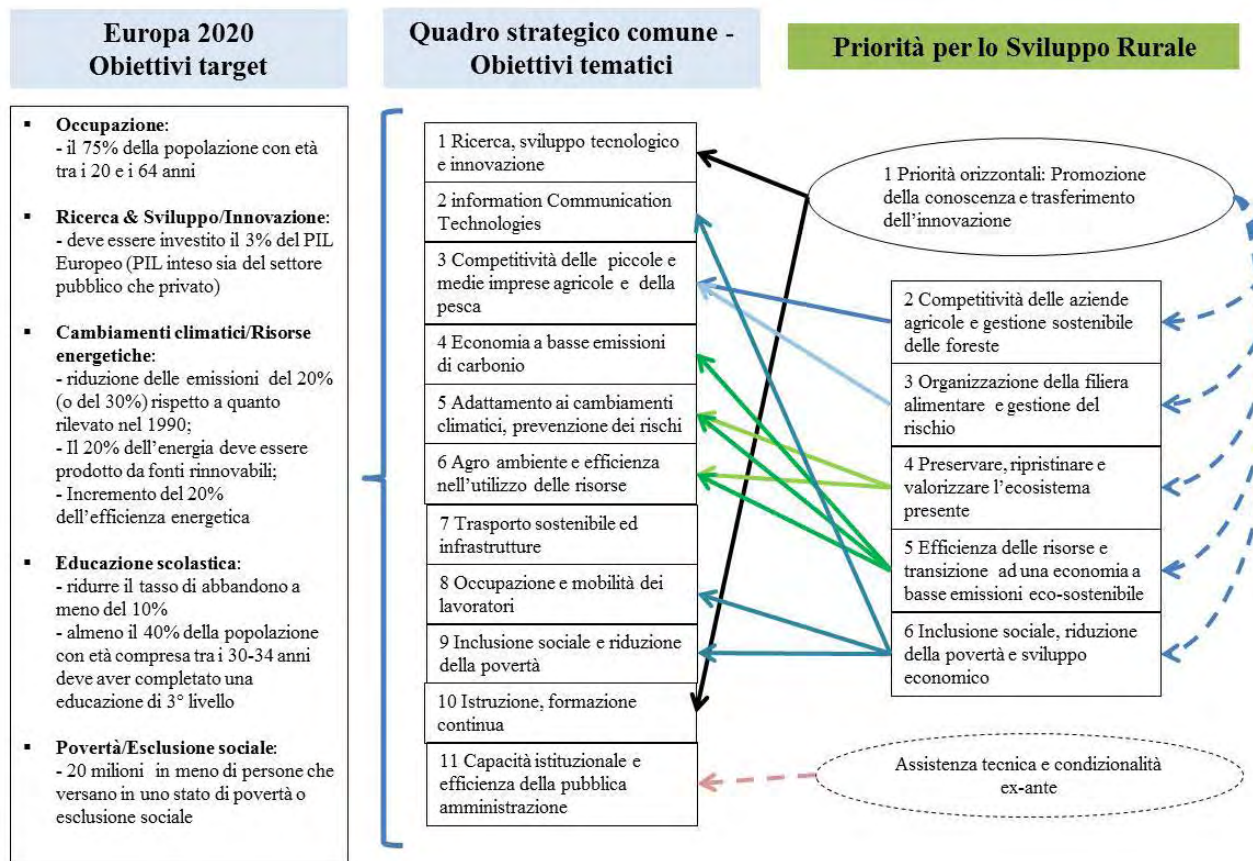 Europa 2020
Obiettivi target
▪ Occupazione:
- il 75% della popolazione con età
tra i 20 e i 64 anni
▪ Ricerca & Sviluppo/Innovazione:
- deve essere investito il 3% del PIL
Europeo (PIL inteso sia del settore
pubblico che privato)
▪ Cambiamenti climatici/Risorse
energetiche:
- riduzione delle emissioni del 20%
(o del 30%) rispetto a quanto
rilevato nel 1990;
- Il 20% dell'energia deve essere
prodotto da fonti rinnovabili;
- Incremento del 20%
dell'efficienza energetica
▪ Educazione scolastica:
- ridurre il tasso di abbandono a
meno del 10%
- almeno il 40% della popolazione
con età compresa tra i 30-34 anni
deve aver completato una
educazione di 3° livello
▪ Povertà/Esclusione sociale:
- 20 milioni in meno di persone che
versano in uno stato di povertà o
esclusione sociale
Quadro strategico comune -
Obiettivi tematici
1 Ricerca, sviluppo tecnologico
e innovazione
2 information Communication
Technologies
3 Competitività delle piccole e
medie imprese agricole e della
pesca
4 Economia a basse emissioni
di carbonio
5 Adattamento ai cambiamenti
climatici, prevenzione dei rischi
6 Agro ambiente e efficienza
nell'utilizzo delle risorse
7 Trasporto sostenibile ed
infrastrutture
8 Occupazione e mobilità dei
lavoratori
9 Inclusione sociale e riduzione
della povertà
10 Istruzione, formazione
continua
11 Capacità istituzionale e
efficienza della pubblica
amministrazione
Priorità per lo Sviluppo Rurale
1 Priorità orizzontali: Promozione
della conoscenza e trasferimento
dell'innovazione
2 Competitività delle aziende
agricole e gestione sostenibile
delle foreste
3 Organizzazione della filiera
alimentare e gestione del
rischio
4 Preservare, ripristinare e
valorizzare l'ecosistema
presente
5 Efficienza delle risorse e
transizione ad una economia a
basse emissioni eco-sostenibile
6 Inclusione sociale, riduzione
della povertà e sviluppo
economico
Assistenza tecnica e condizionalità
ex-ante